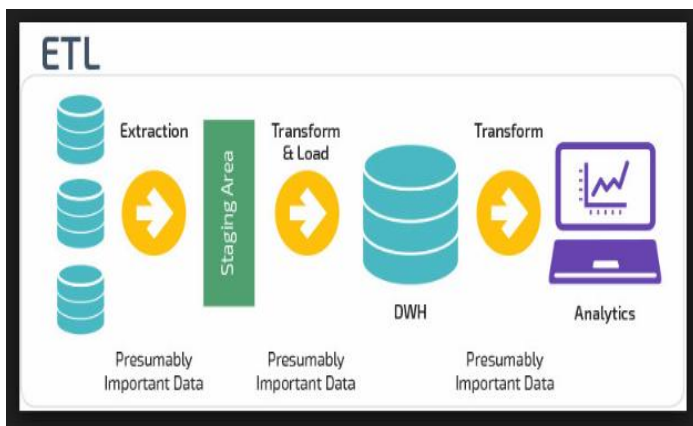 ETL
Extraction
Staging Area
Transform
& Load
Transform
DWH
Analytics
Presumably
Important Data
Presumably
Important Data
Presumably
Important Data